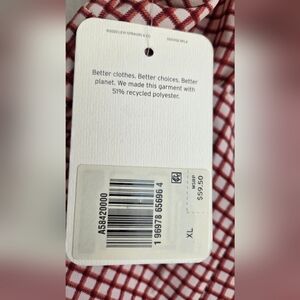 Better clothes. Better choices. Better
planet. We made this garment with
51% recycled polyester.
A58420000
1 96978 65696 4
MSRP
$59.50
XL